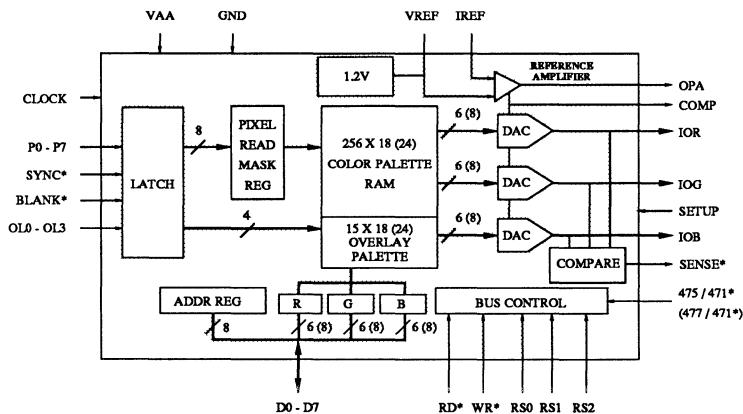 VAA GND VREF IREF
1.2V
REFERENCE
AMPLIFIER
OPA
COMP
CLOCK
P0 - P7
SYNC*
BLANK*
OL0 - OL3
LATCH
8
4
PIXEL
READ
MASK
REG
256 X 18 (24)
COLOR PALETTE
RAM
15 X 18 (24)
OVERLAY
PALETTE
6 (8)
DAC
IOR
6 (8)
DAC
IOG
SETUP
6 (8)
DAC
IOB
COMPARE
SENSE*
ADDR REG
R
G
B
8
6 (8)
6 (8)
6 (8)
BUS CONTROL
475 / 471*
(477 / 471*)
D0 - D7
RD* WR* RS0 RS1 RS2